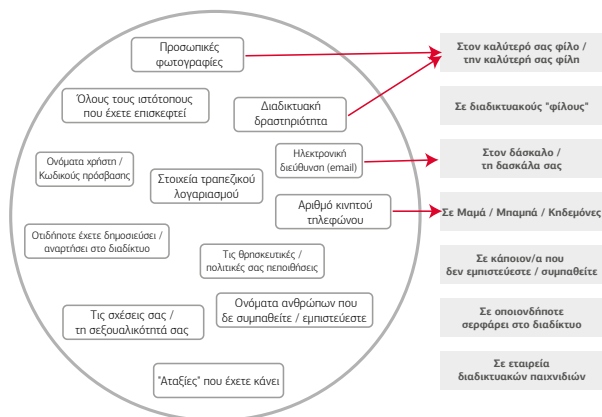 Προσωπικές
φωτογραφίες
Όλους τους ιστότοπους
που έχετε επισκεφτεί
Διαδικτυακή
δραστηριότητα
Ηλεκτρονική
διεύθυνση (email)
Ονόματα χρήστη /
Κωδικούς πρόσβασης
Στοιχεία τραπεζικού
λογαριασμού
Αριθμό κινητού
τηλεφώνου
Οτιδήποτε έχετε δημοσιεύσει /
αναρτήσει στο διαδίκτυο
Τις θρησκευτικές /
πολιτικές σας πεποιθήσεις
Τις σχέσεις σας /
τη σεξουαλικότητά σας
Ονόματα ανθρώπων που
δε συμπαθείτε / εμπιστεύεστε
"Αταξίες" που έχετε κάνει
Στον καλύτερό σας φίλο /
την καλύτερή σας φίλη
Σε διαδικτυακούς "φίλους"
Στον δάσκαλο /
τη δασκάλα σας
Σε Μαμά / Μπαμπά / Κηδεμόνες
Σε κάποιον/α που
δεν εμπιστεύεστε / συμπαθείτε
Σε οποιονδήποτε
σερφάρει στο διαδίκτυο
Σε εταιρεία
διαδικτυακών παιχνιδιών